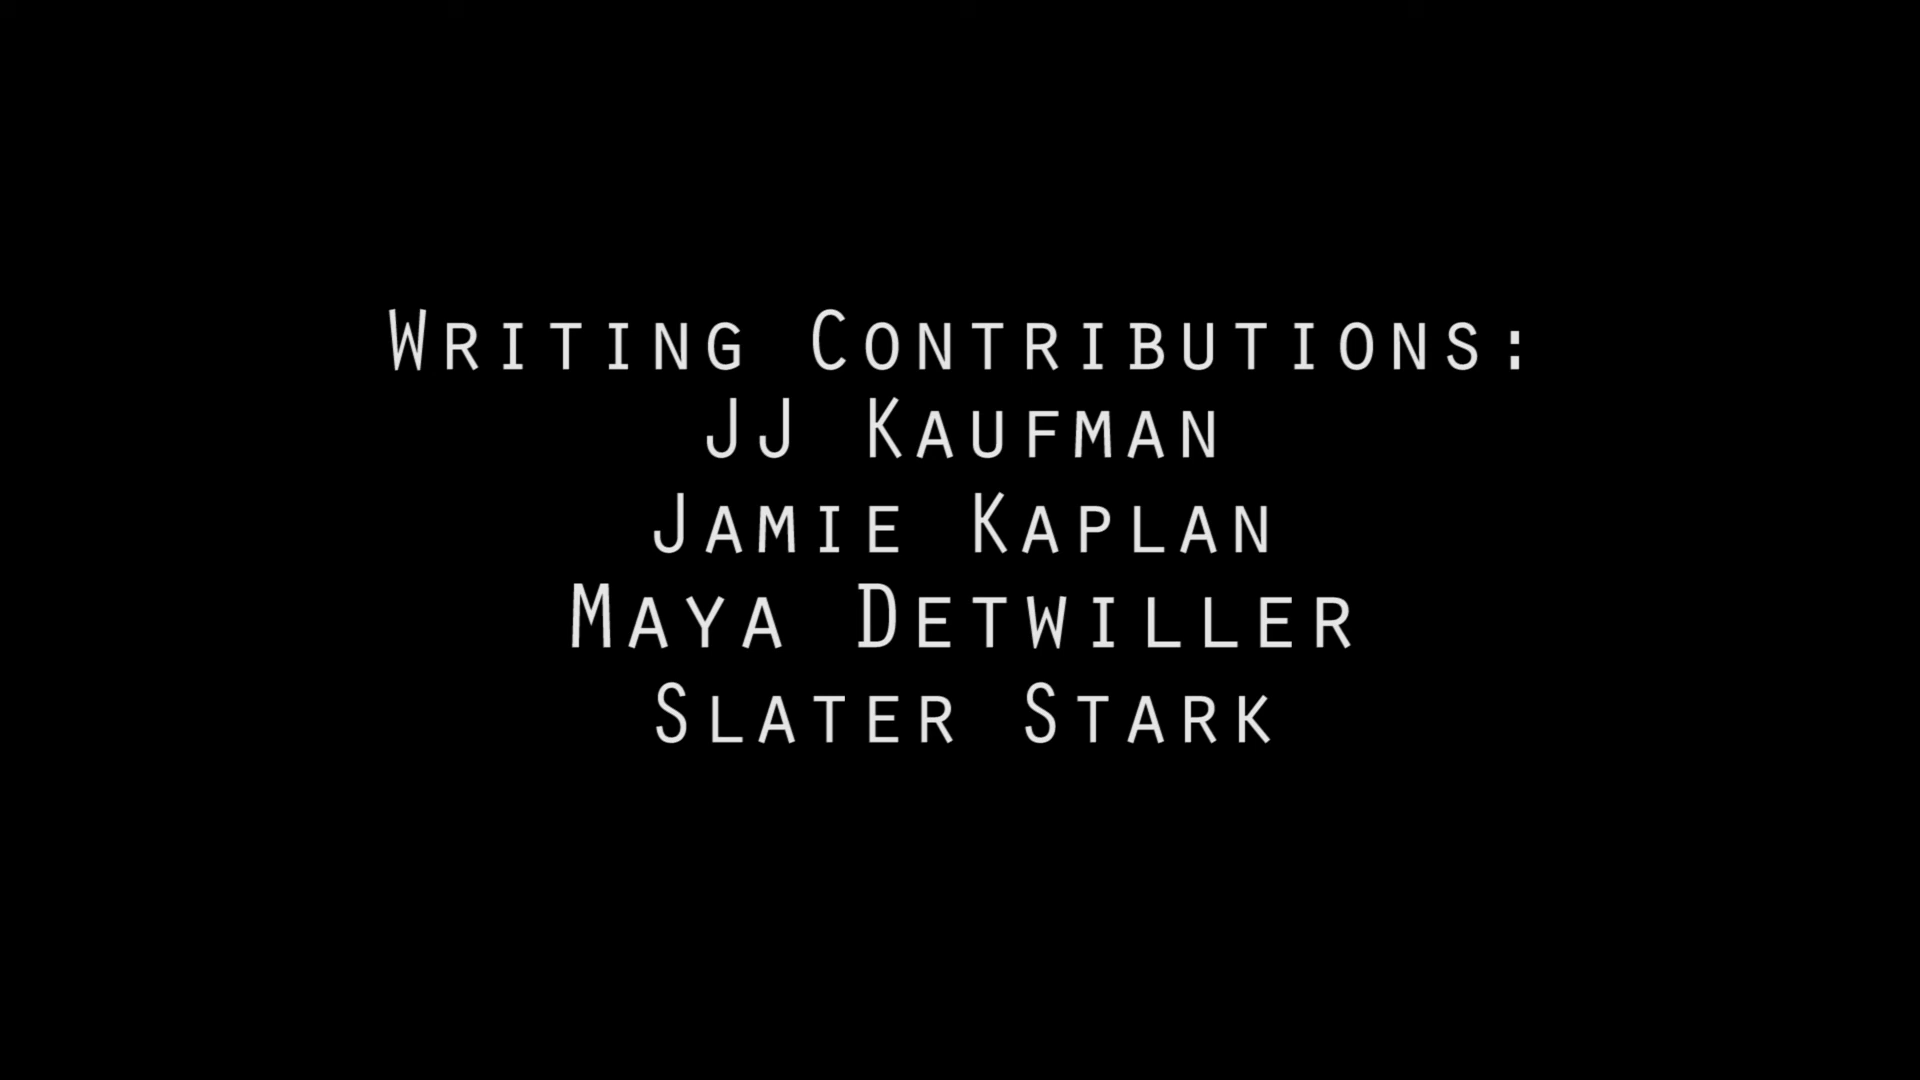 Writing Contributions:
JJ Kaufman
Jamie Kaplan
Maya Detwiller
Slater Stark